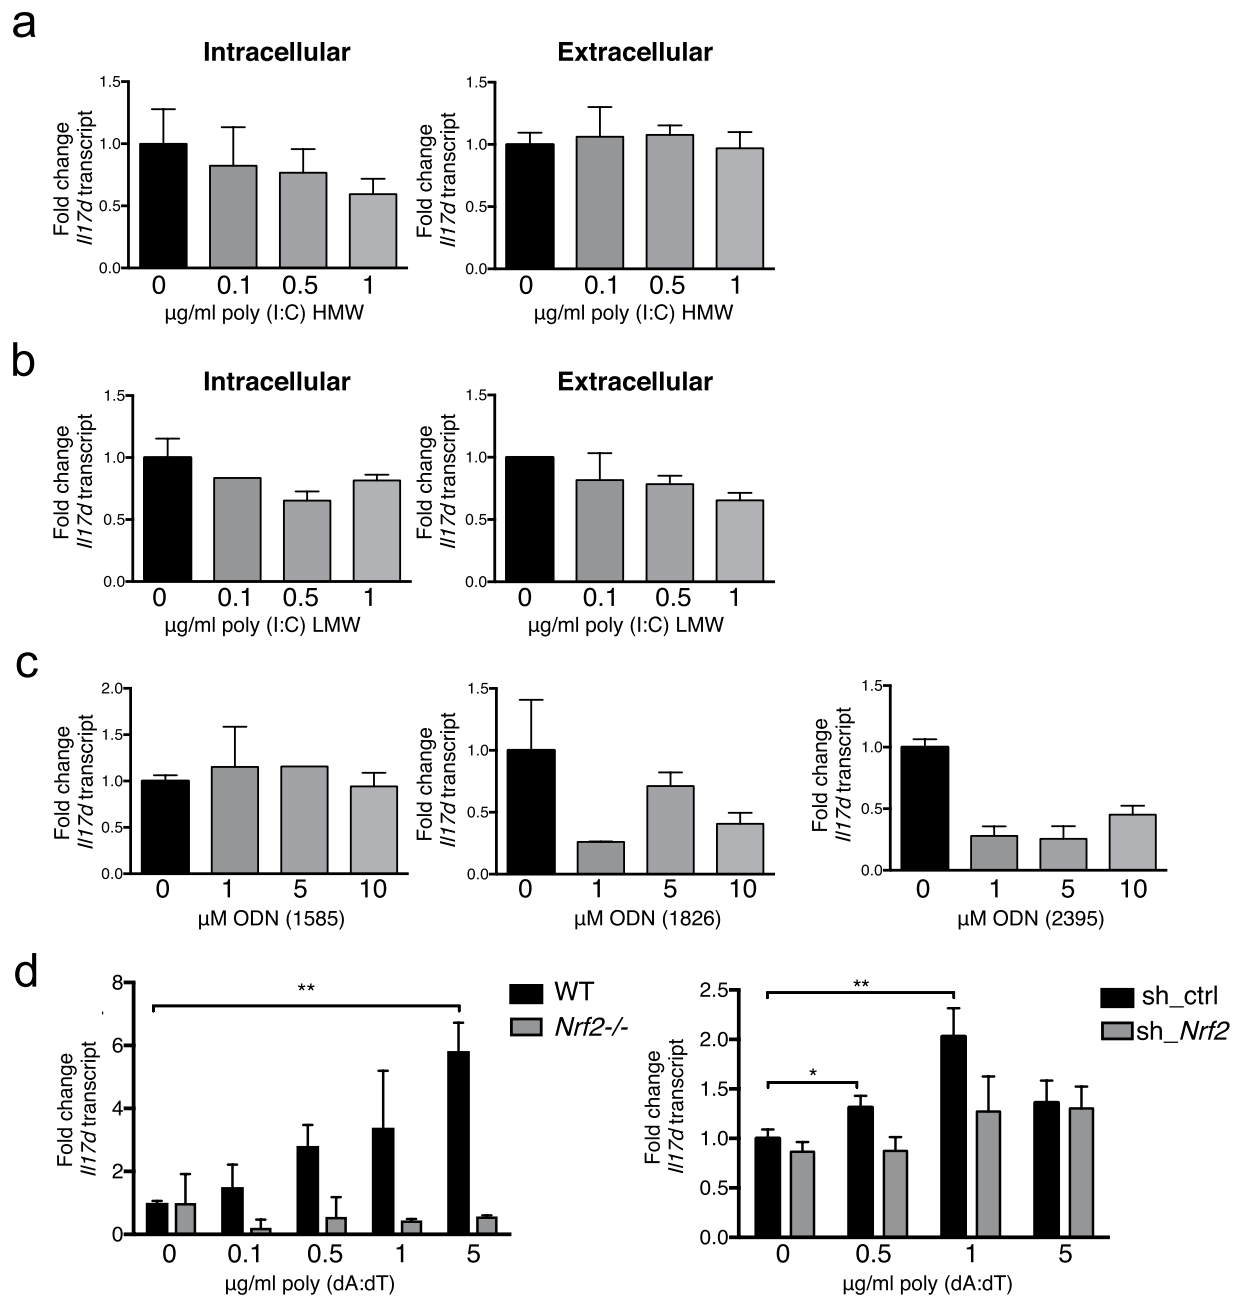 a
Intracellular
Extracellular
Fold change
Il17d transcript
1.5
1.0
0.5
0.0
0 0.1 0.5 1
µg/ml poly (I:C) HMW
Fold change
Il17d transcript
1.5
1.0
0.5
0.0
0 0.1 0.5 1
µg/ml poly (I:C) HMW
b
Intracellular
Extracellular
Fold change
Il17d transcript
1.5
1.0
0.5
0.0
0 0.1 0.5 1
µg/ml poly (I:C) LMW
Fold change
Il17d transcript
1.5
1.0
0.5
0.0
0 0.1 0.5 1
µg/ml poly (I:C) LMW
c
Fold change
Il17d transcript
2.0
1.5
1.0
0.5
0.0
0 1 5 10
µM ODN (1585)
Fold change
Il17d transcript
1.5
1.0
0.5
0.0
0 1 5 10
µM ODN (1826)
Fold change
Il17d transcript
1.5
1.0
0.5
0.0
0 1 5 10
µM ODN (2395)
d
Fold change
Il17d transcript
8
6
4
2
0
**
WT
Nrf2-/-
0 0.1 0.5 1 5
µg/ml poly (dA:dT)
Fold change
Il17d transcript
2.5
2.0
1.5
1.0
0.5
0.0
**
*
sh_ctrl
sh_Nrf2
0 0.5 1 5
µg/ml poly (dA:dT)